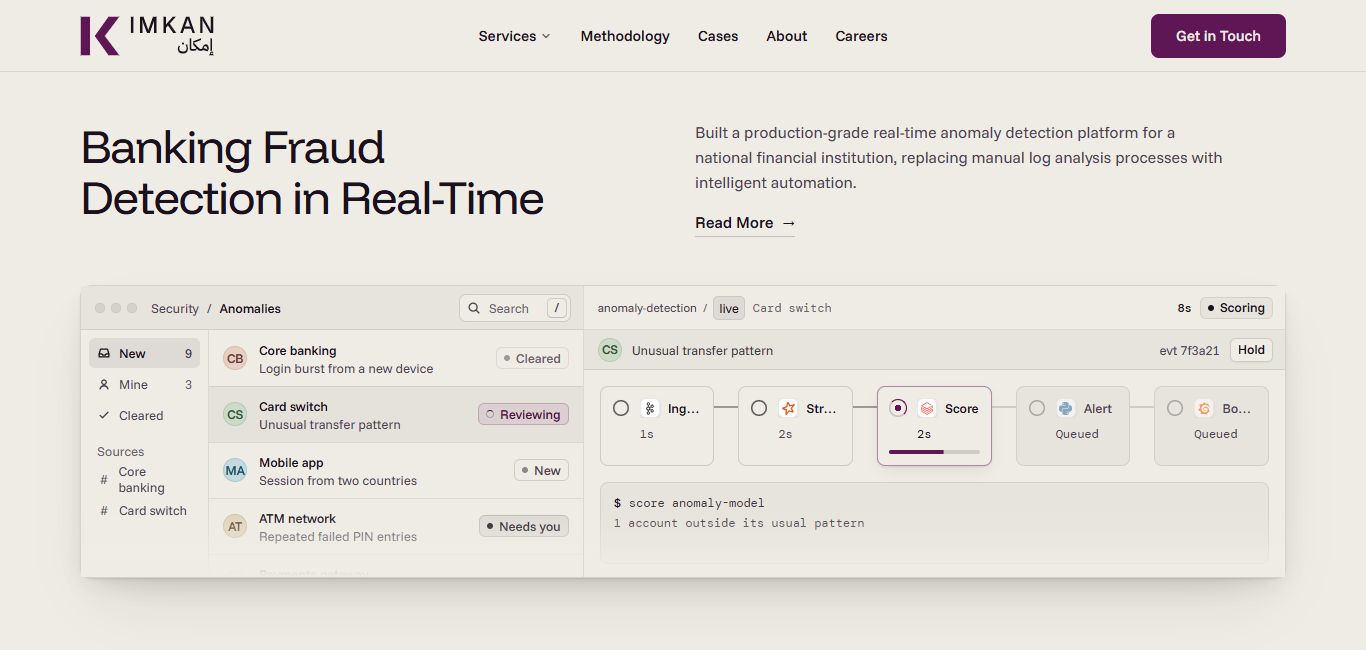 IMKAN
إمكان
Services
Methodology
Cases
About
Careers
Get in Touch
Banking Fraud
Detection in Real-Time
Built a production-grade real-time anomaly detection platform for a
national financial institution, replacing manual log analysis processes with
intelligent automation.
Read More →
Security / Anomalies
Search /
New 9
Mine 3
Cleared
Sources
# Core
banking
# Card switch
CB Core banking
Login burst from a new device
Cleared
CS Card switch
Unusual transfer pattern
Reviewing
MA Mobile app
Session from two countries
New
AT ATM network
Repeated failed PIN entries
Needs you
Payments gateway
anomaly-detection / live Card switch
8s Scoring
CS Unusual transfer pattern
evt 7f3a21 Hold
Ing...
1s
Str...
2s
Score
2s
Alert
Queued
Bo...
Queued
$ score anomaly-model
1 account outside its usual pattern